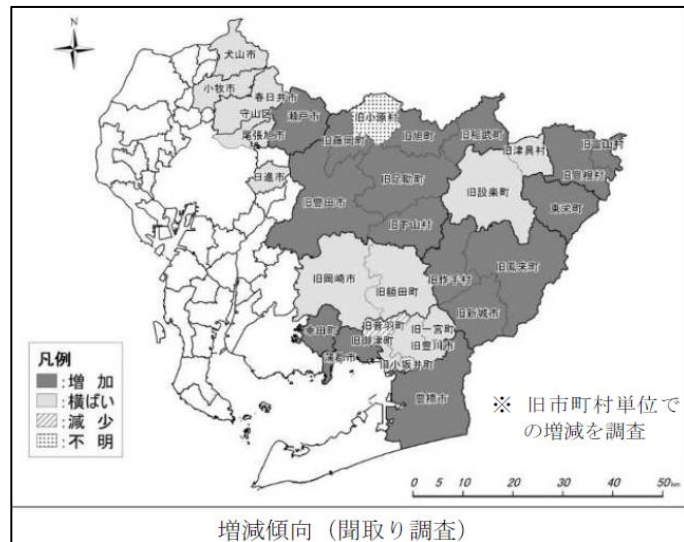 N
犬山市
小牧市
春日井市
守山区
瀬戸市
尾張旭市
日進市
旧小原村
旧藤岡町
旧旭町
旧稲武町
旧津具村
旧富山村
旧豊根村
旧足助町
旧設楽町
旧豊田市
旧下山村
東栄町
旧岡崎市
旧額田町
旧作手村
旧鳳来町
旧新城市
幸田町
旧音羽町
旧御津町
旧一宮町
旧豊川市
蒲郡市
旧小坂井町
豊橋市
凡例
:増 加
:横ばい
:減 少
:不 明
※ 旧市町村単位で
の増減を調査
0 5 10 20 30 40 50km
増減傾向（聞取り調査）